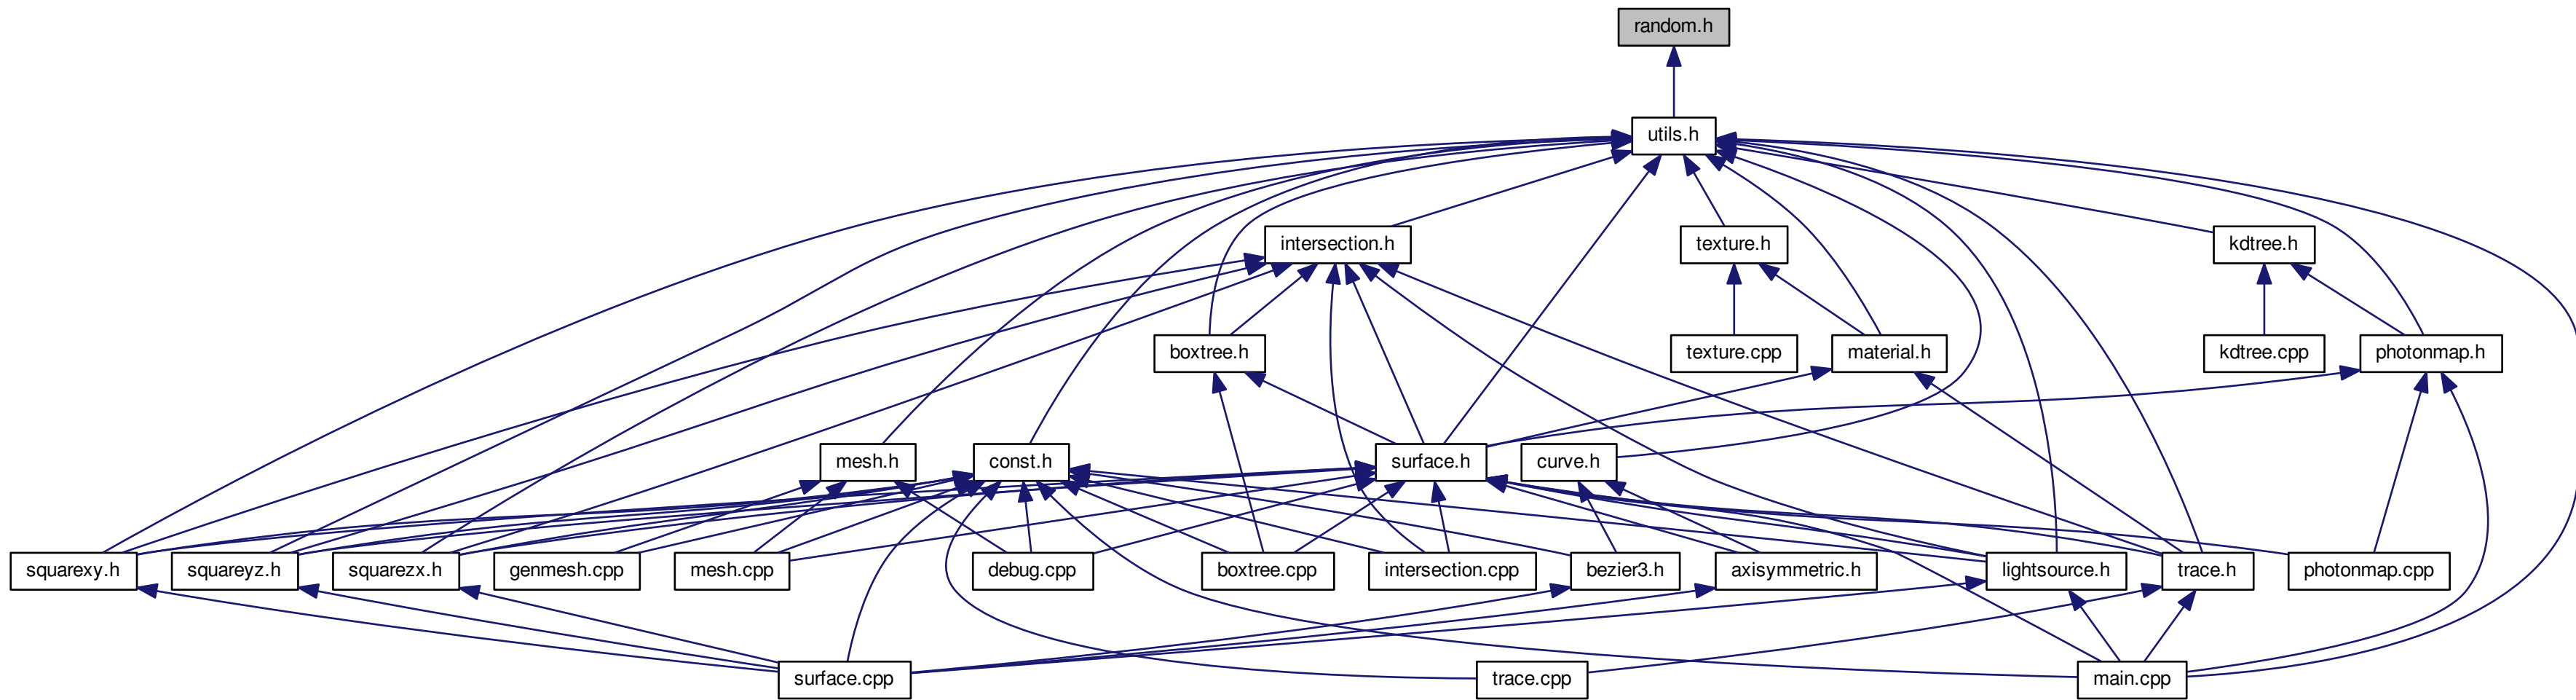 random.h
utils.h
intersection.h
texture.h
kdtree.h
boxtree.h
texture.cpp
material.h
kdtree.cpp
photonmap.h
mesh.h
const.h
surface.h
curve.h
squarexy.h
squareyz.h
squarezx.h
genmesh.cpp
mesh.cpp
debug.cpp
boxtree.cpp
intersection.cpp
bezier3.h
axisymmetric.h
lightsource.h
trace.h
photonmap.cpp
surface.cpp
trace.cpp
main.cpp